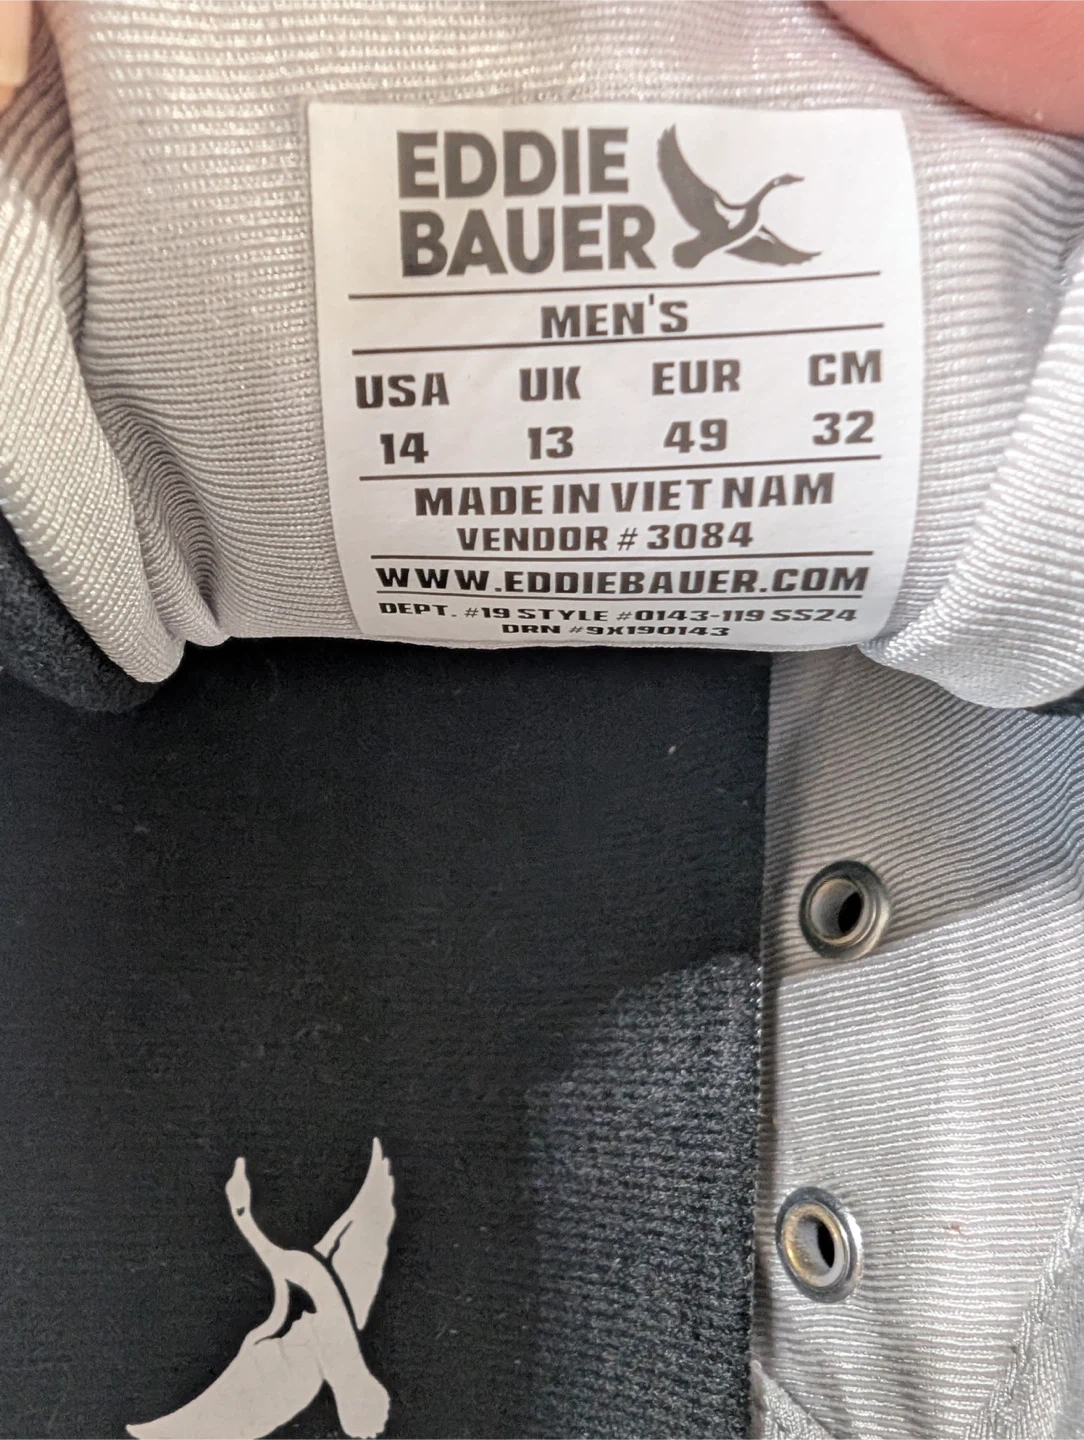 EDDIE
BAUER
MEN'S
USA UK EUR CM
14 13 49 32
MADE IN VIET NAM
VENDOR # 3084
WWW.EDDIEBAUER.COM
DEPT. #19 STYLE #0143-119 SS24
DRN #9X190143